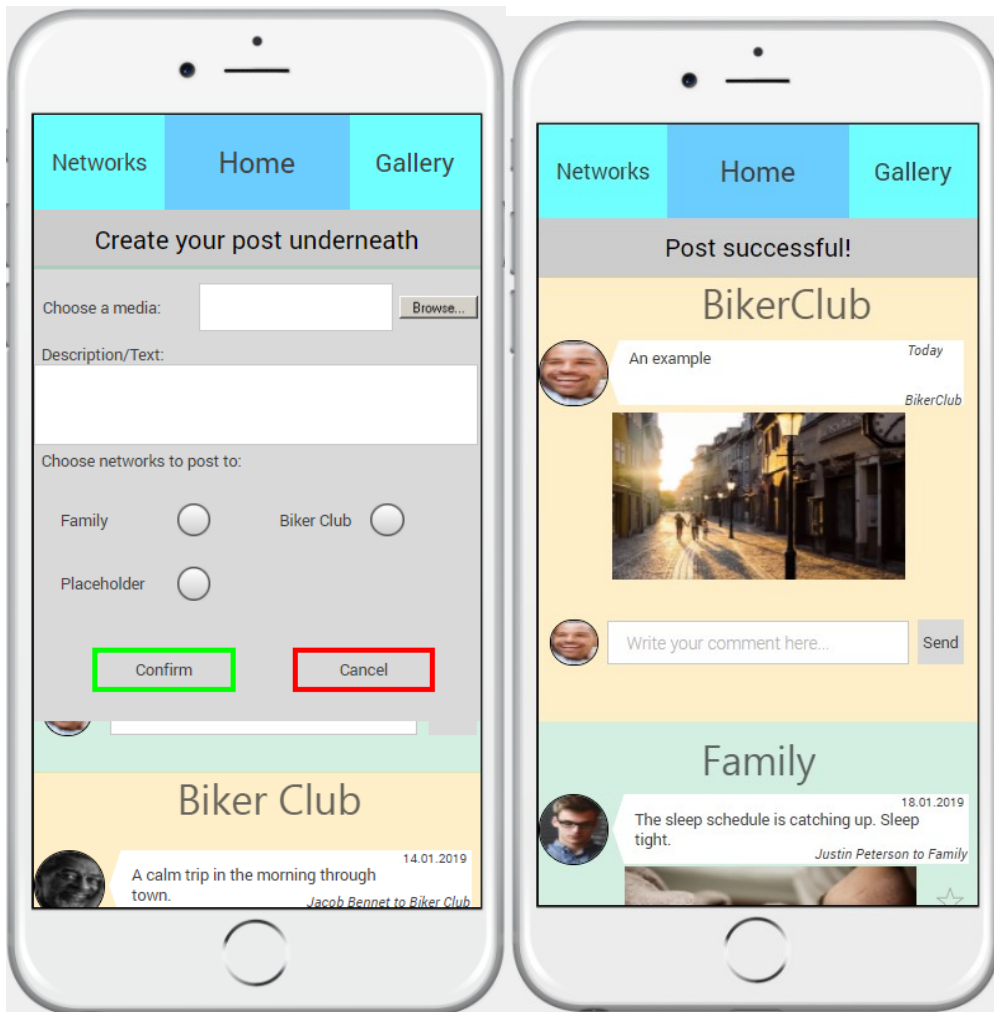 Networks Home Gallery
Create your post underneath
Choose a media: Browse...
Description/Text:
Choose networks to post to:
Family Biker Club
Placeholder
Confirm Cancel
Biker Club
14.01.2019
A calm trip in the morning through
town.
Jacob Bennet to Biker Club
Networks Home Gallery
Post successful!
BikerClub
An example Today
BikerClub
Write your comment here... Send
Family
18.01.2019
The sleep schedule is catching up. Sleep
tight.
Justin Peterson to Family